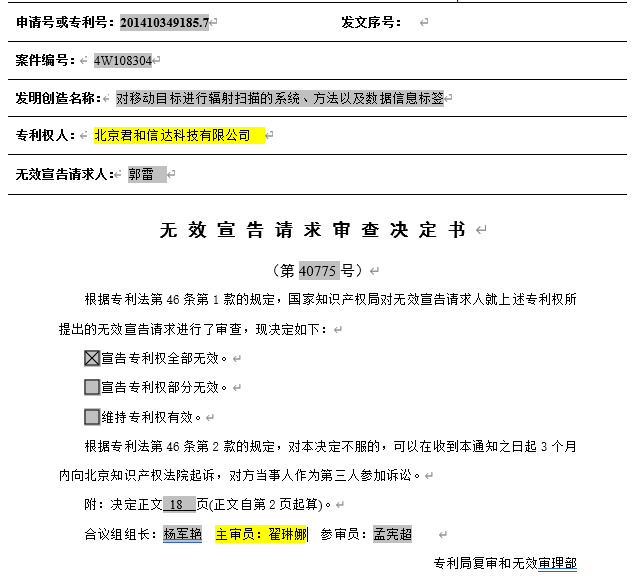 申请号或专利号：201410349185.7 发文序号：
案件编号：4W108304
发明创造名称：对移动目标进行辐射扫描的系统、方法以及数据信息标签
专利权人：北京君和信达科技有限公司
无效宣告请求人：郭雷
无效宣告请求审查决定书
（第 40775 号）
根据专利法第 46 条第 1 款的规定，国家知识产权局对无效宣告请求人就上述专利权所
提出的无效宣告请求进行了审查，现决定如下：
☒宣告专利权全部无效。
☐宣告专利权部分无效。
☐维持专利权有效。
根据专利法第 46 条第 2 款的规定，对本决定不服的，可以在收到本通知之日起 3 个月
内向北京知识产权法院起诉，对方当事人作为第三人参加诉讼。
附：决定正文 18 页(正文自第 2 页起算)。
合议组组长：杨军艳 主审员：翟琳娜 参审员：孟宪超
专利局复审和无效审理部